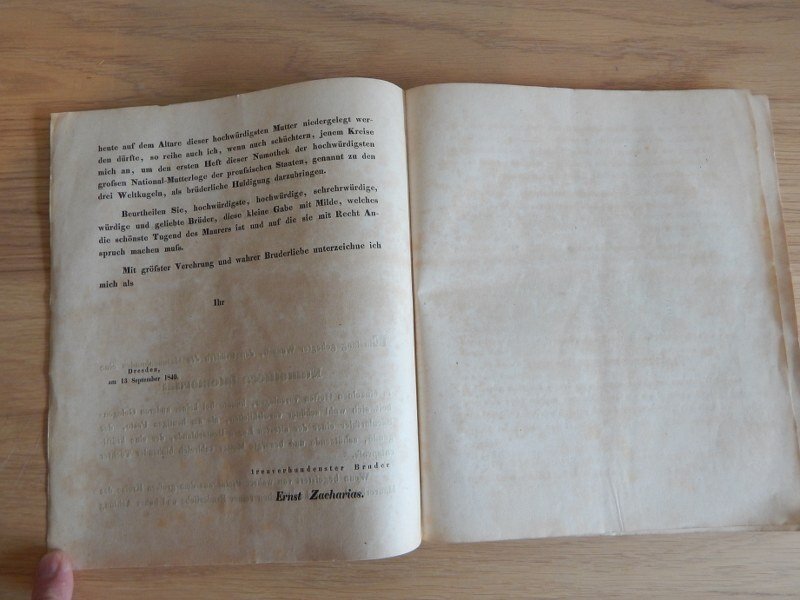 heute auf dem Altare dieser hochwürdigsten Mutter niedergelegt wer-
den dürfte, so reihe auch ich, wenn auch schüchtern, jenem Kreise
mich an, um den ersten Heft dieser Numothek der hochwürdigsten
großen National-Mutterloge der preußischen Staaten, genannt zu den
drei Weltkugeln, als brüderliche Huldigung darzubringen.
Beurtheilen Sie, hochwürdigste, hochwürdige, sehrehrwürdige,
würdige und geliebte Brüder, diese kleine Gabe mit Milde, welches
die schönste Tugend des Maurers ist und auf die sie mit Recht An-
spruch machen muß.
Mit größter Verehrung und wahrer Bruderliebe unterzeichne ich
mich als
Ihr
Dresden,
am 13. September 1840.
treuverbundenster Bruder
Ernst Zacharias.